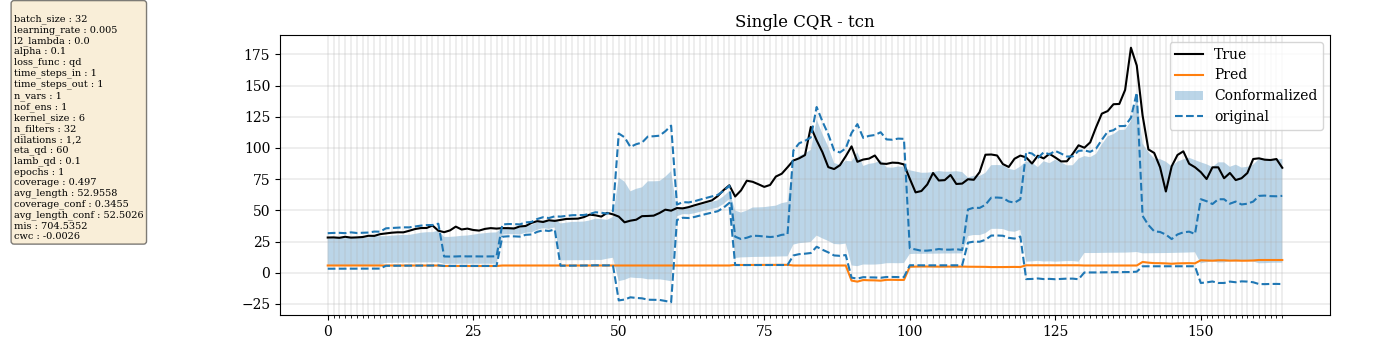 batch_size : 32
learning_rate : 0.005
l2_lambda : 0.0
alpha : 0.1
loss_func : qd
time_steps_in : 1
time_steps_out : 1
n_vars : 1
nof_ens : 1
kernel_size : 6
n_filters : 32
dilations : 1,2
eta_qd : 60
lamb_qd : 0.1
epochs : 1
coverage : 0.497
avg_length : 52.9558
coverage_conf : 0.3455
avg_length_conf : 52.5026
mis : 704.5352
cwc : -0.0026
Single CQR - tcn
True
Pred
Conformalized
original
175
150
125
100
75
50
25
0
−25
0 25 50 75 100 125 150